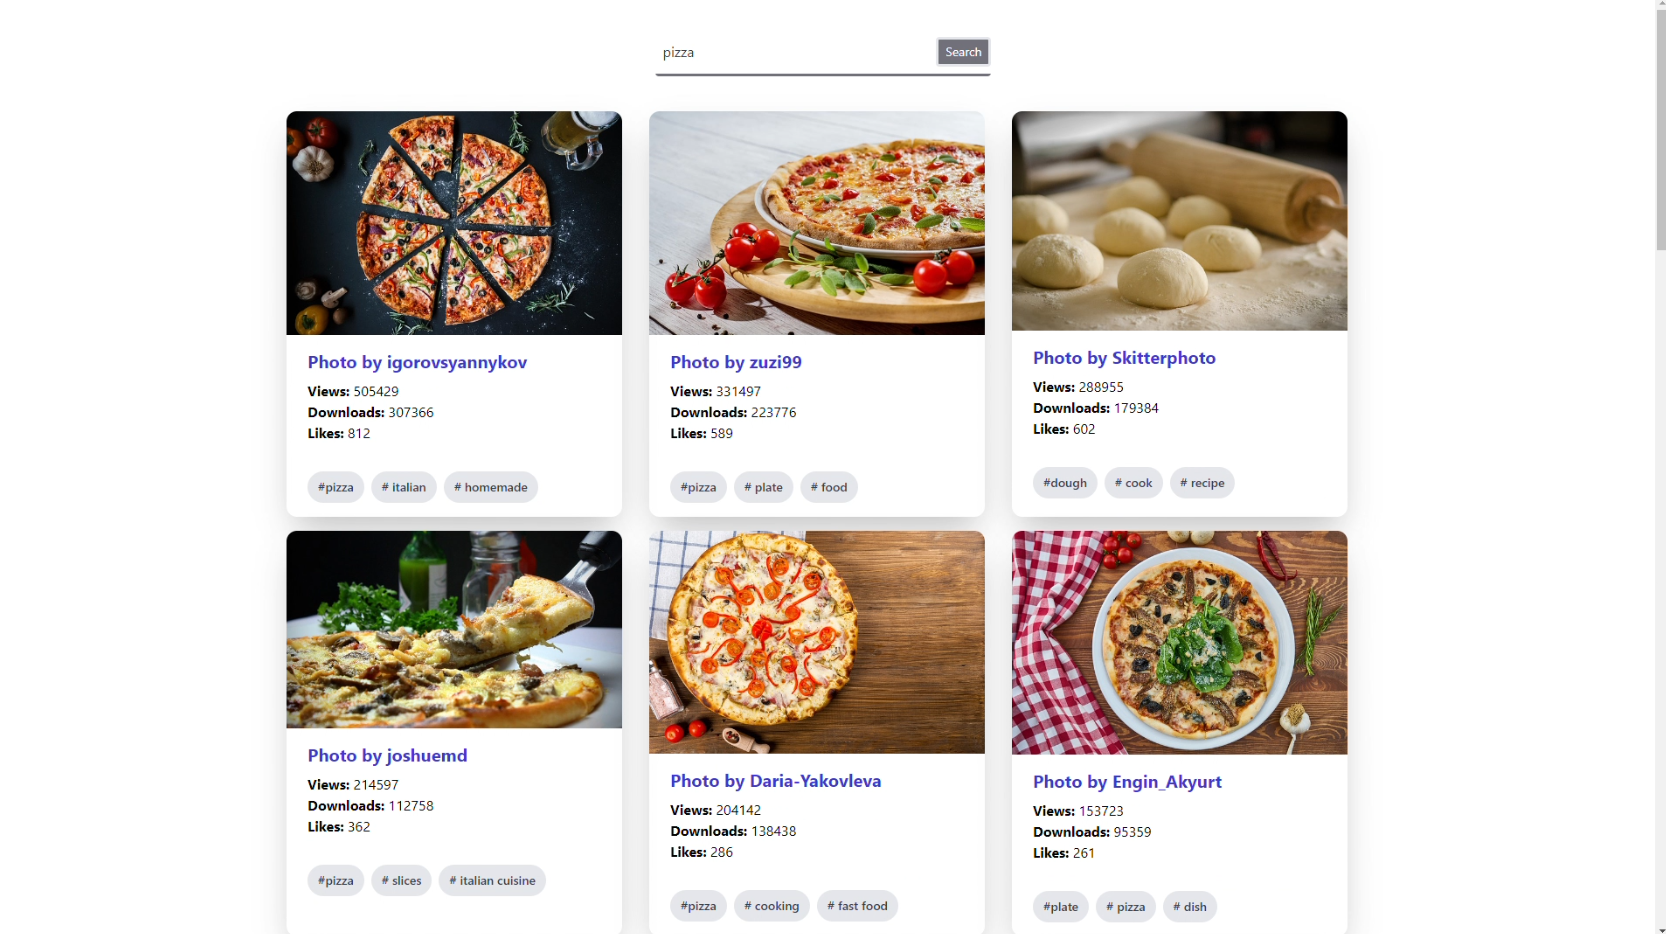 pizza
Search
Photo by igorovsyannykov
Views: 505429
Downloads: 307366
Likes: 812
#pizza # italian # homemade
Photo by zuzi99
Views: 331497
Downloads: 223776
Likes: 589
#pizza # plate # food
Photo by Skitterphoto
Views: 288955
Downloads: 179384
Likes: 602
#dough # cook # recipe
Photo by joshuemd
Views: 214597
Downloads: 112758
Likes: 362
#pizza # slices # italian cuisine
Photo by Daria-Yakovleva
Views: 204142
Downloads: 138438
Likes: 286
#pizza # cooking # fast food
Photo by Engin_Akyurt
Views: 153723
Downloads: 95359
Likes: 261
#plate # pizza # dish